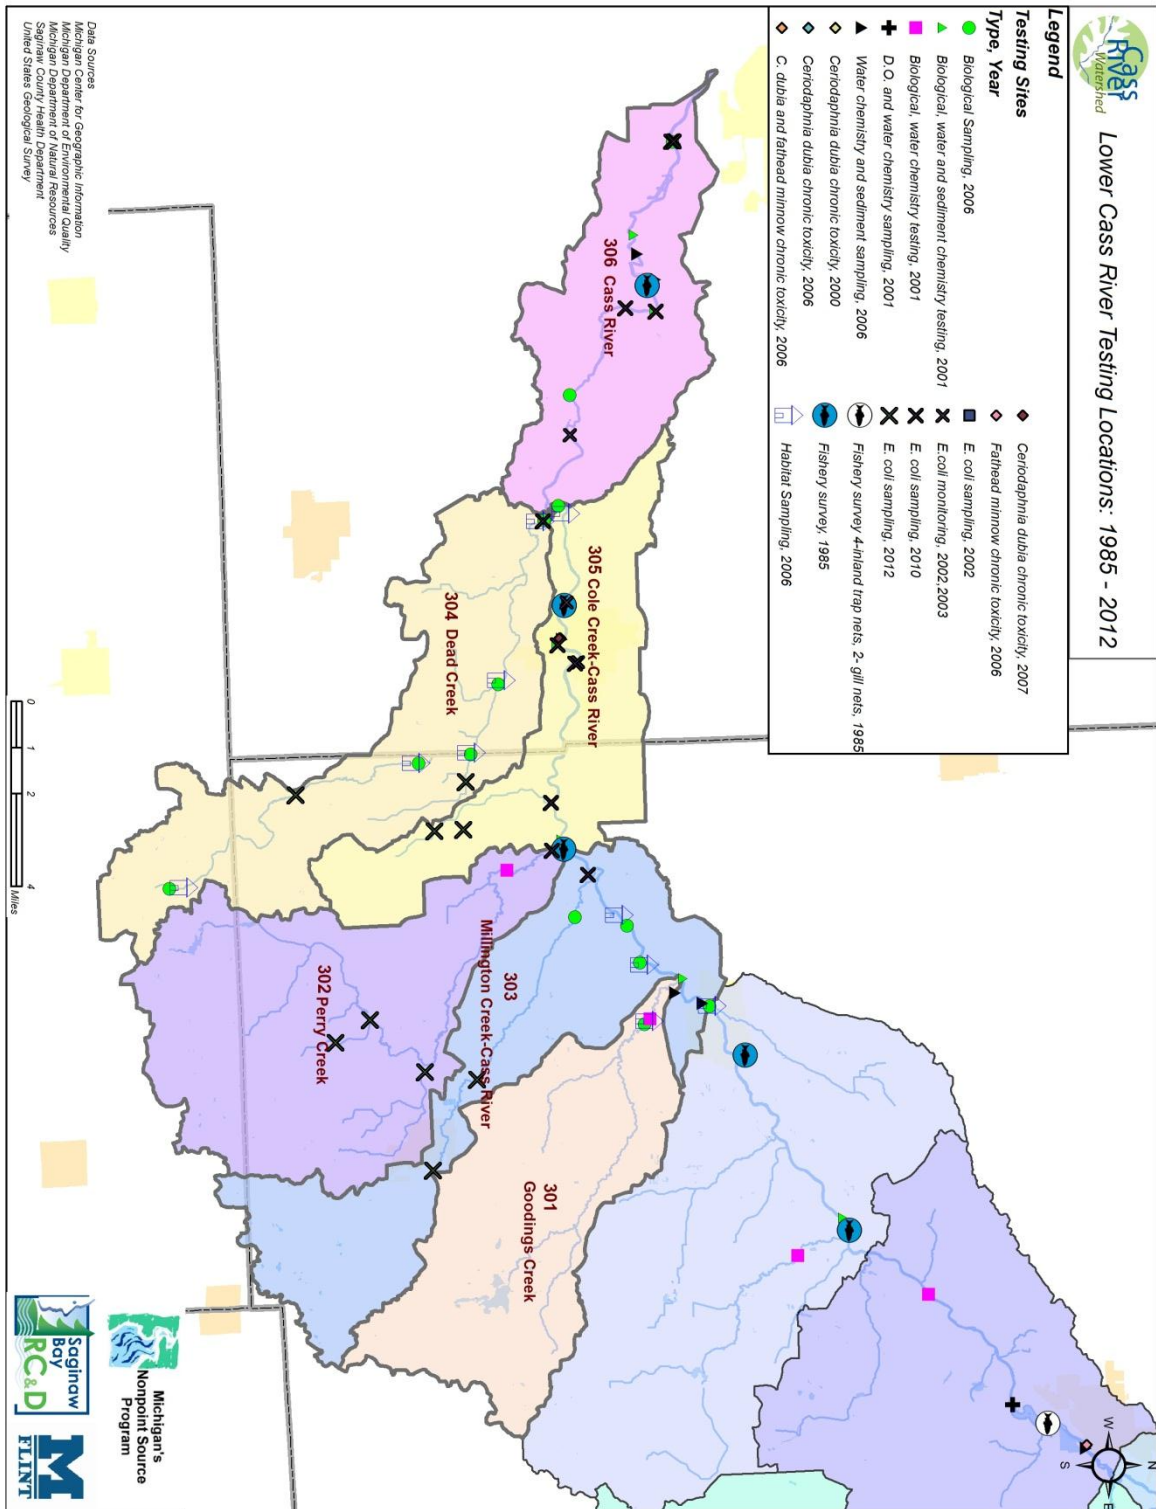 Cass
River
Watershed
Lower Cass River Testing Locations: 1985 - 2012
Legend
Testing Sites
Type, Year
Biological Sampling, 2006
Biological, water and sediment chemistry testing, 2001
Biological, water chemistry testing, 2001
D.O. and water chemistry sampling, 2001
Water chemistry and sediment sampling, 2006
Ceriodaphnia dubia chronic toxicity, 2000
Ceriodaphnia dubia chronic toxicity, 2006
C. dubia and fathead minnow chronic toxicity, 2006
Ceriodaphnia dubia chronic toxicity, 2007
Fathead minnow chronic toxicity, 2006
E. coli sampling, 2002
E.coli monitoring, 2002,2003
E. coli sampling, 2010
E. coli sampling, 2012
Fishery survey 4-inland trap nets, 2- gill nets, 1985
Fishery survey, 1985
Habitat Sampling, 2006
306 Cass River
305 Cole Creek-Cass River
304 Dead Creek
303
Millington Creek-Cass River
302 Perry Creek
301
Goodings Creek
N
W
E
S
Data Sources
Michigan Center for Geographic Information
Michigan Department of Environmental Quality
Michigan Department of Natural Resources
Saginaw County Health Department
United States Geological Survey
0 1 2 4
Miles
Saginaw
Bay
RC&D
Michigan's
Nonpoint Source
Program
M
FLINT